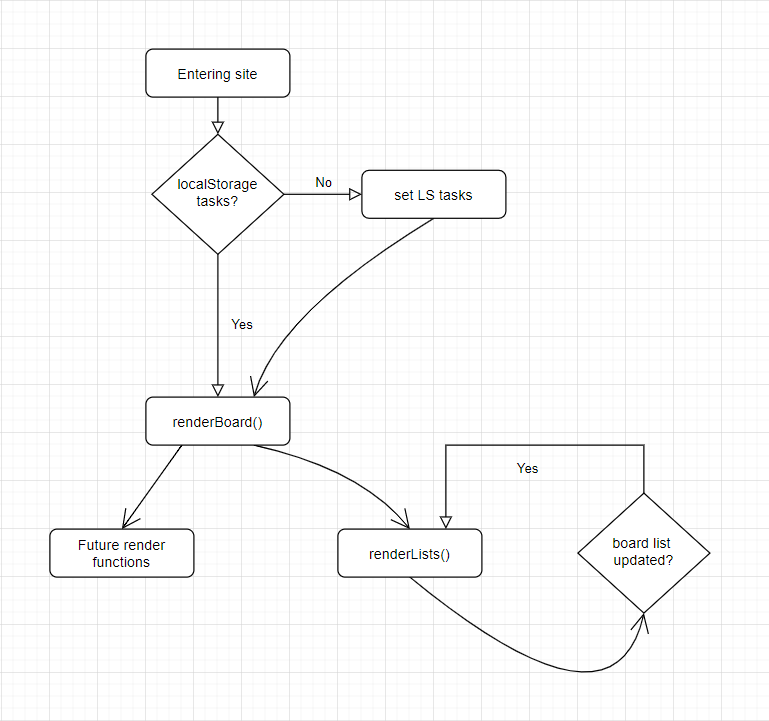 Entering site
localStorage
tasks?
No
set LS tasks
Yes
renderBoard()
Yes
Future render
functions
renderLists()
board list
updated?